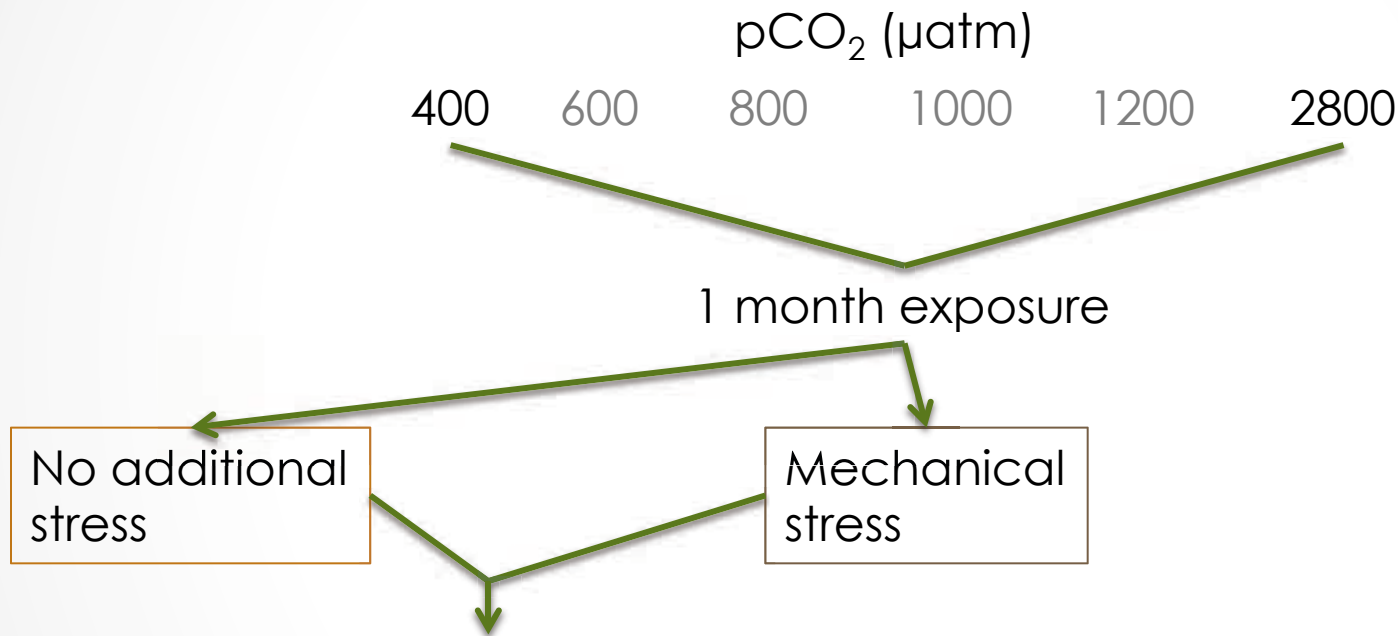 pCO₂ (µatm)
400 600 800 1000 1200 2800
1 month exposure
No additional
stress
Mechanical
stress